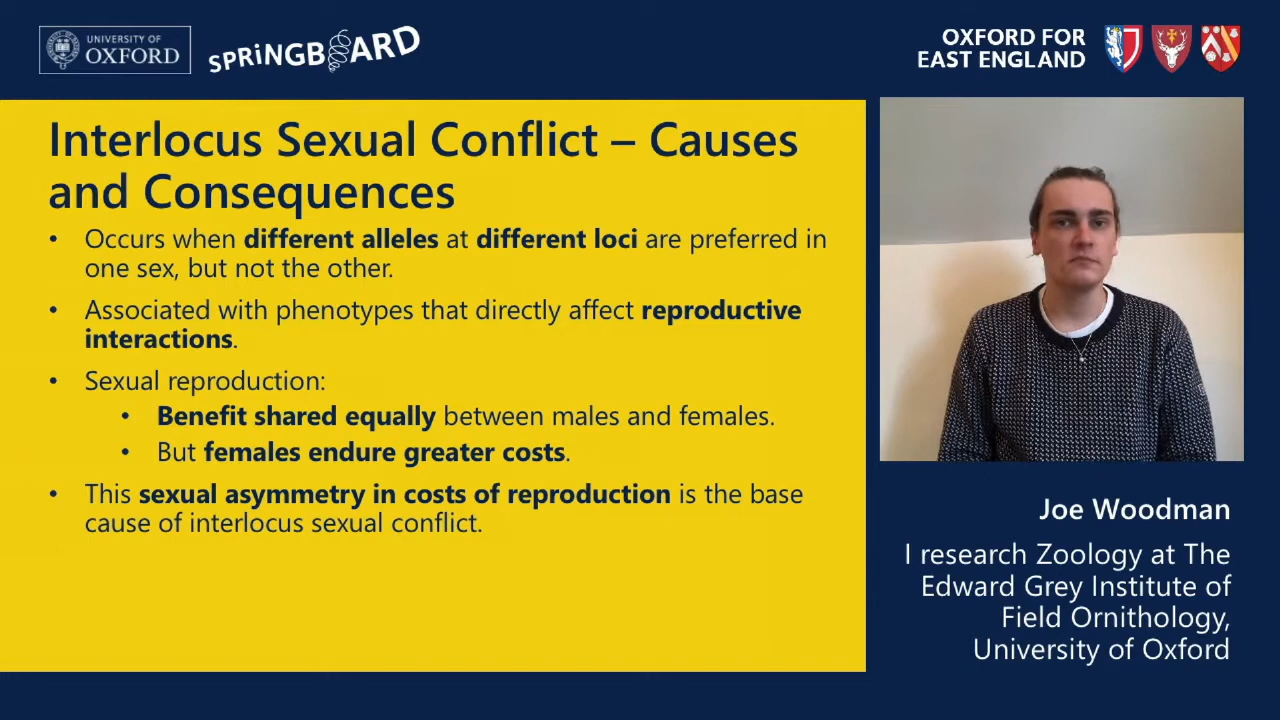 UNIVERSITY OF
OXFORD
SPRiNGBOARD
OXFORD FOR
EAST ENGLAND
Interlocus Sexual Conflict – Causes
and Consequences
• Occurs when different alleles at different loci are preferred in
one sex, but not the other.
• Associated with phenotypes that directly affect reproductive
interactions.
• Sexual reproduction:
• Benefit shared equally between males and females.
• But females endure greater costs.
• This sexual asymmetry in costs of reproduction is the base
cause of interlocus sexual conflict.
Joe Woodman
I research Zoology at The
Edward Grey Institute of
Field Ornithology,
University of Oxford